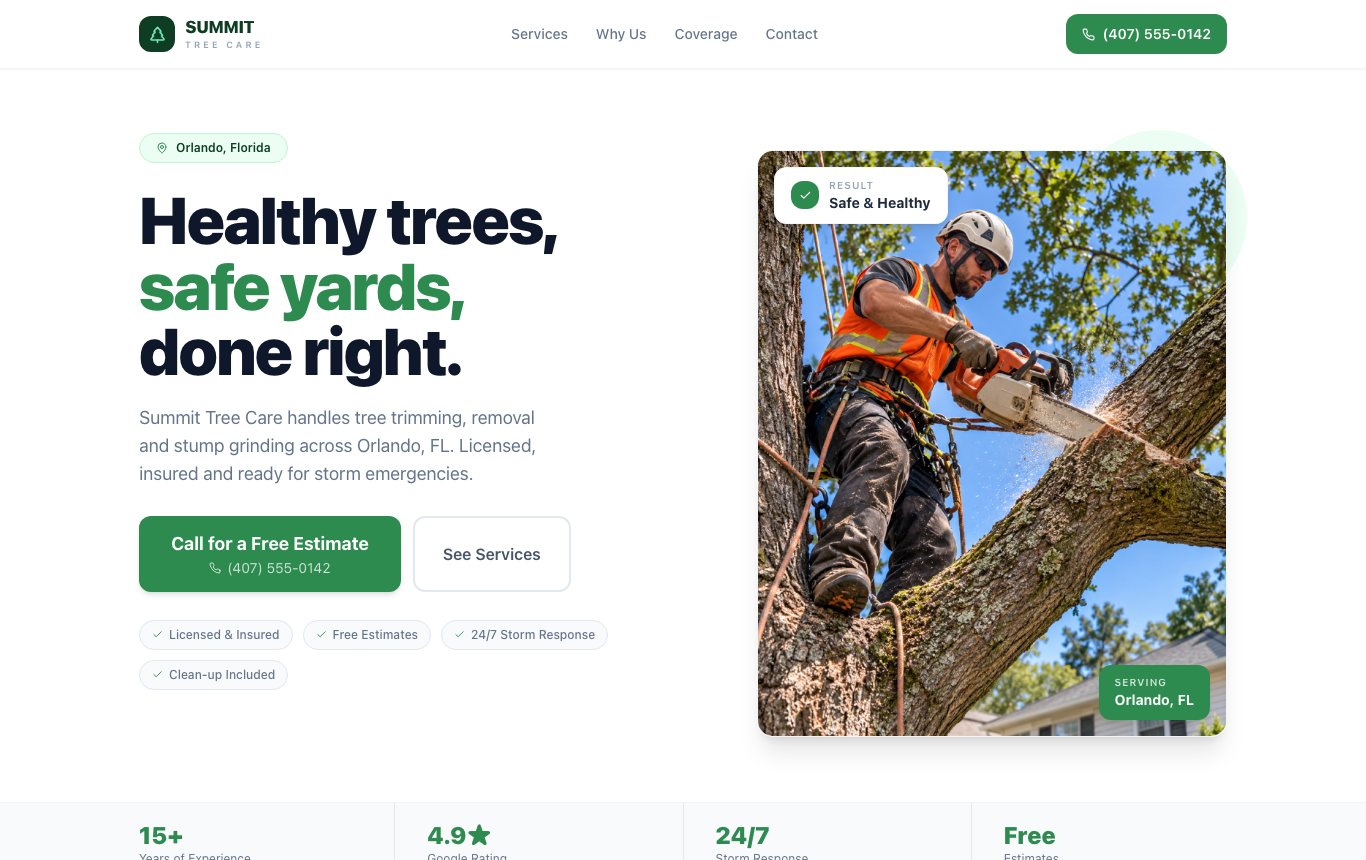 SUMMIT
TREE CARE
Services
Why Us
Coverage
Contact
(407) 555-0142
Orlando, Florida
Healthy trees,
safe yards,
done right.
Summit Tree Care handles tree trimming, removal
and stump grinding across Orlando, FL. Licensed,
insured and ready for storm emergencies.
Call for a Free Estimate
(407) 555-0142
See Services
Licensed & Insured
Free Estimates
24/7 Storm Response
Clean-up Included
RESULT
Safe & Healthy
SERVING
Orlando, FL
15+
Years of Experience
4.9★
Google Rating
24/7
Storm Response
Free
Estimates